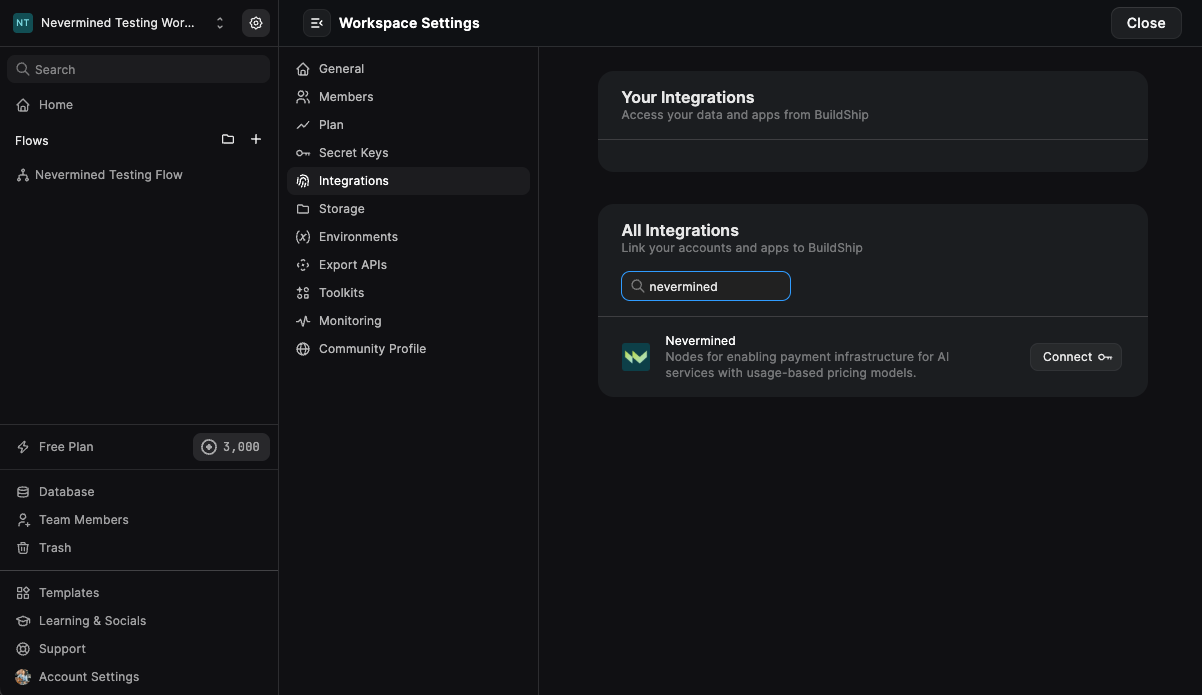 NT Nevermined Testing Wor...
Search
Home
Flows
Nevermined Testing Flow
Free Plan
3,000
Database
Team Members
Trash
Templates
Learning & Socials
Support
Account Settings
Workspace Settings
Close
General
Members
Plan
Secret Keys
Integrations
Storage
Environments
Export APIs
Toolkits
Monitoring
Community Profile
Your Integrations
Access your data and apps from BuildShip
All Integrations
Link your accounts and apps to BuildShip
nevermined
Nevermined
Nodes for enabling payment infrastructure for AI
services with usage-based pricing models.
Connect